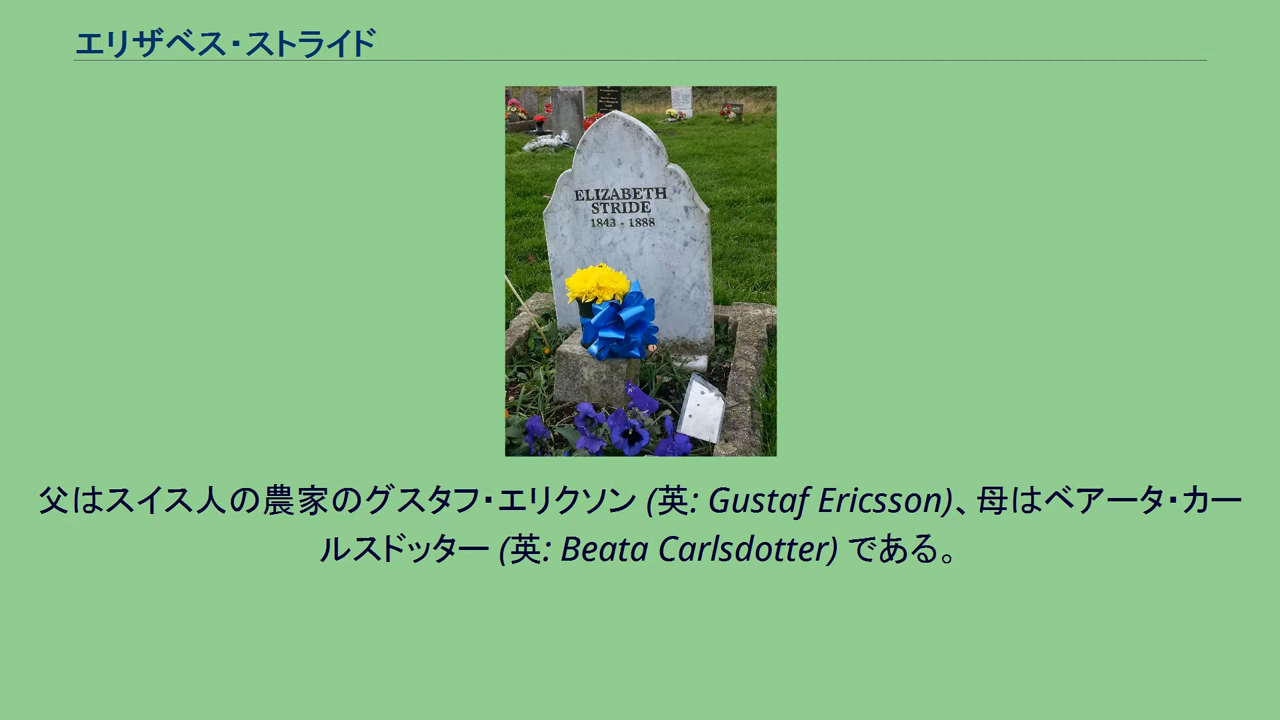 エリザベス・ストライド
ELIZABETH
STRIDE
1843 - 1888
父はスイス人の農家のグスタフ・エリクソン (英: Gustaf Ericsson)、母はベアータ・カー
ルスドッター (英: Beata Carlsdotter) である。